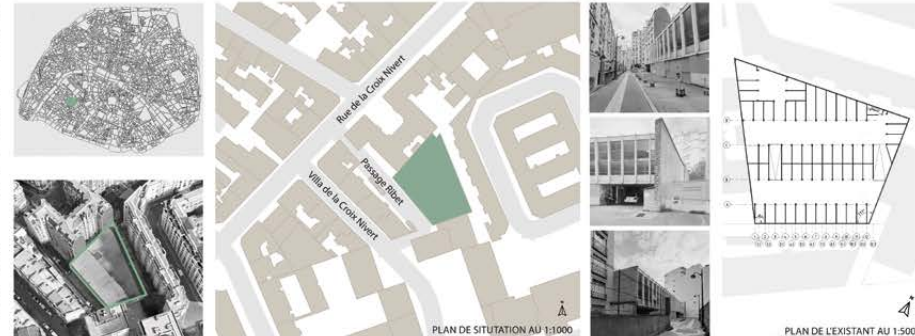 Rue de la Croix Nivert
Passage Ribet
Villa de la Croix Nivert
PLAN DE SITUTATION AU 1:1000
PLAN DE L'EXISTANT AU 1:500